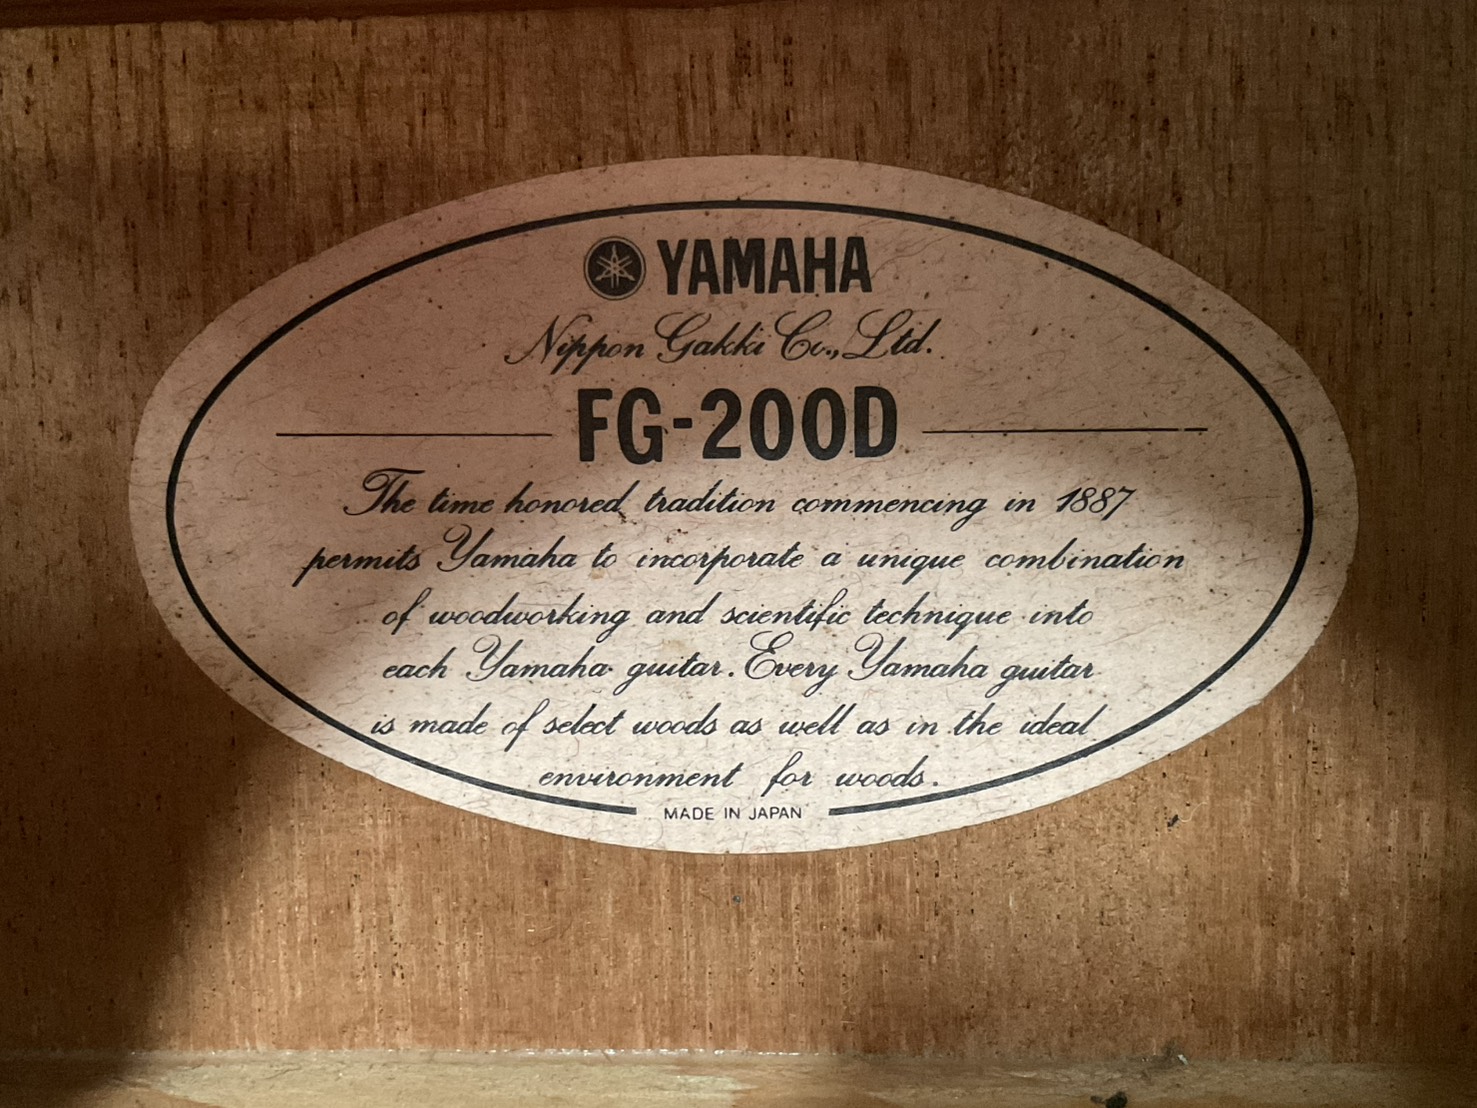 YAMAHA
Nippon Gakki Co., Ltd.
FG-200D
The time honored tradition commencing in 1887
permits Yamaha to incorporate a unique combination
of woodworking and scientific technique into
each Yamaha guitar. Every Yamaha guitar
is made of select woods as well as in the ideal
environment for woods.
MADE IN JAPAN